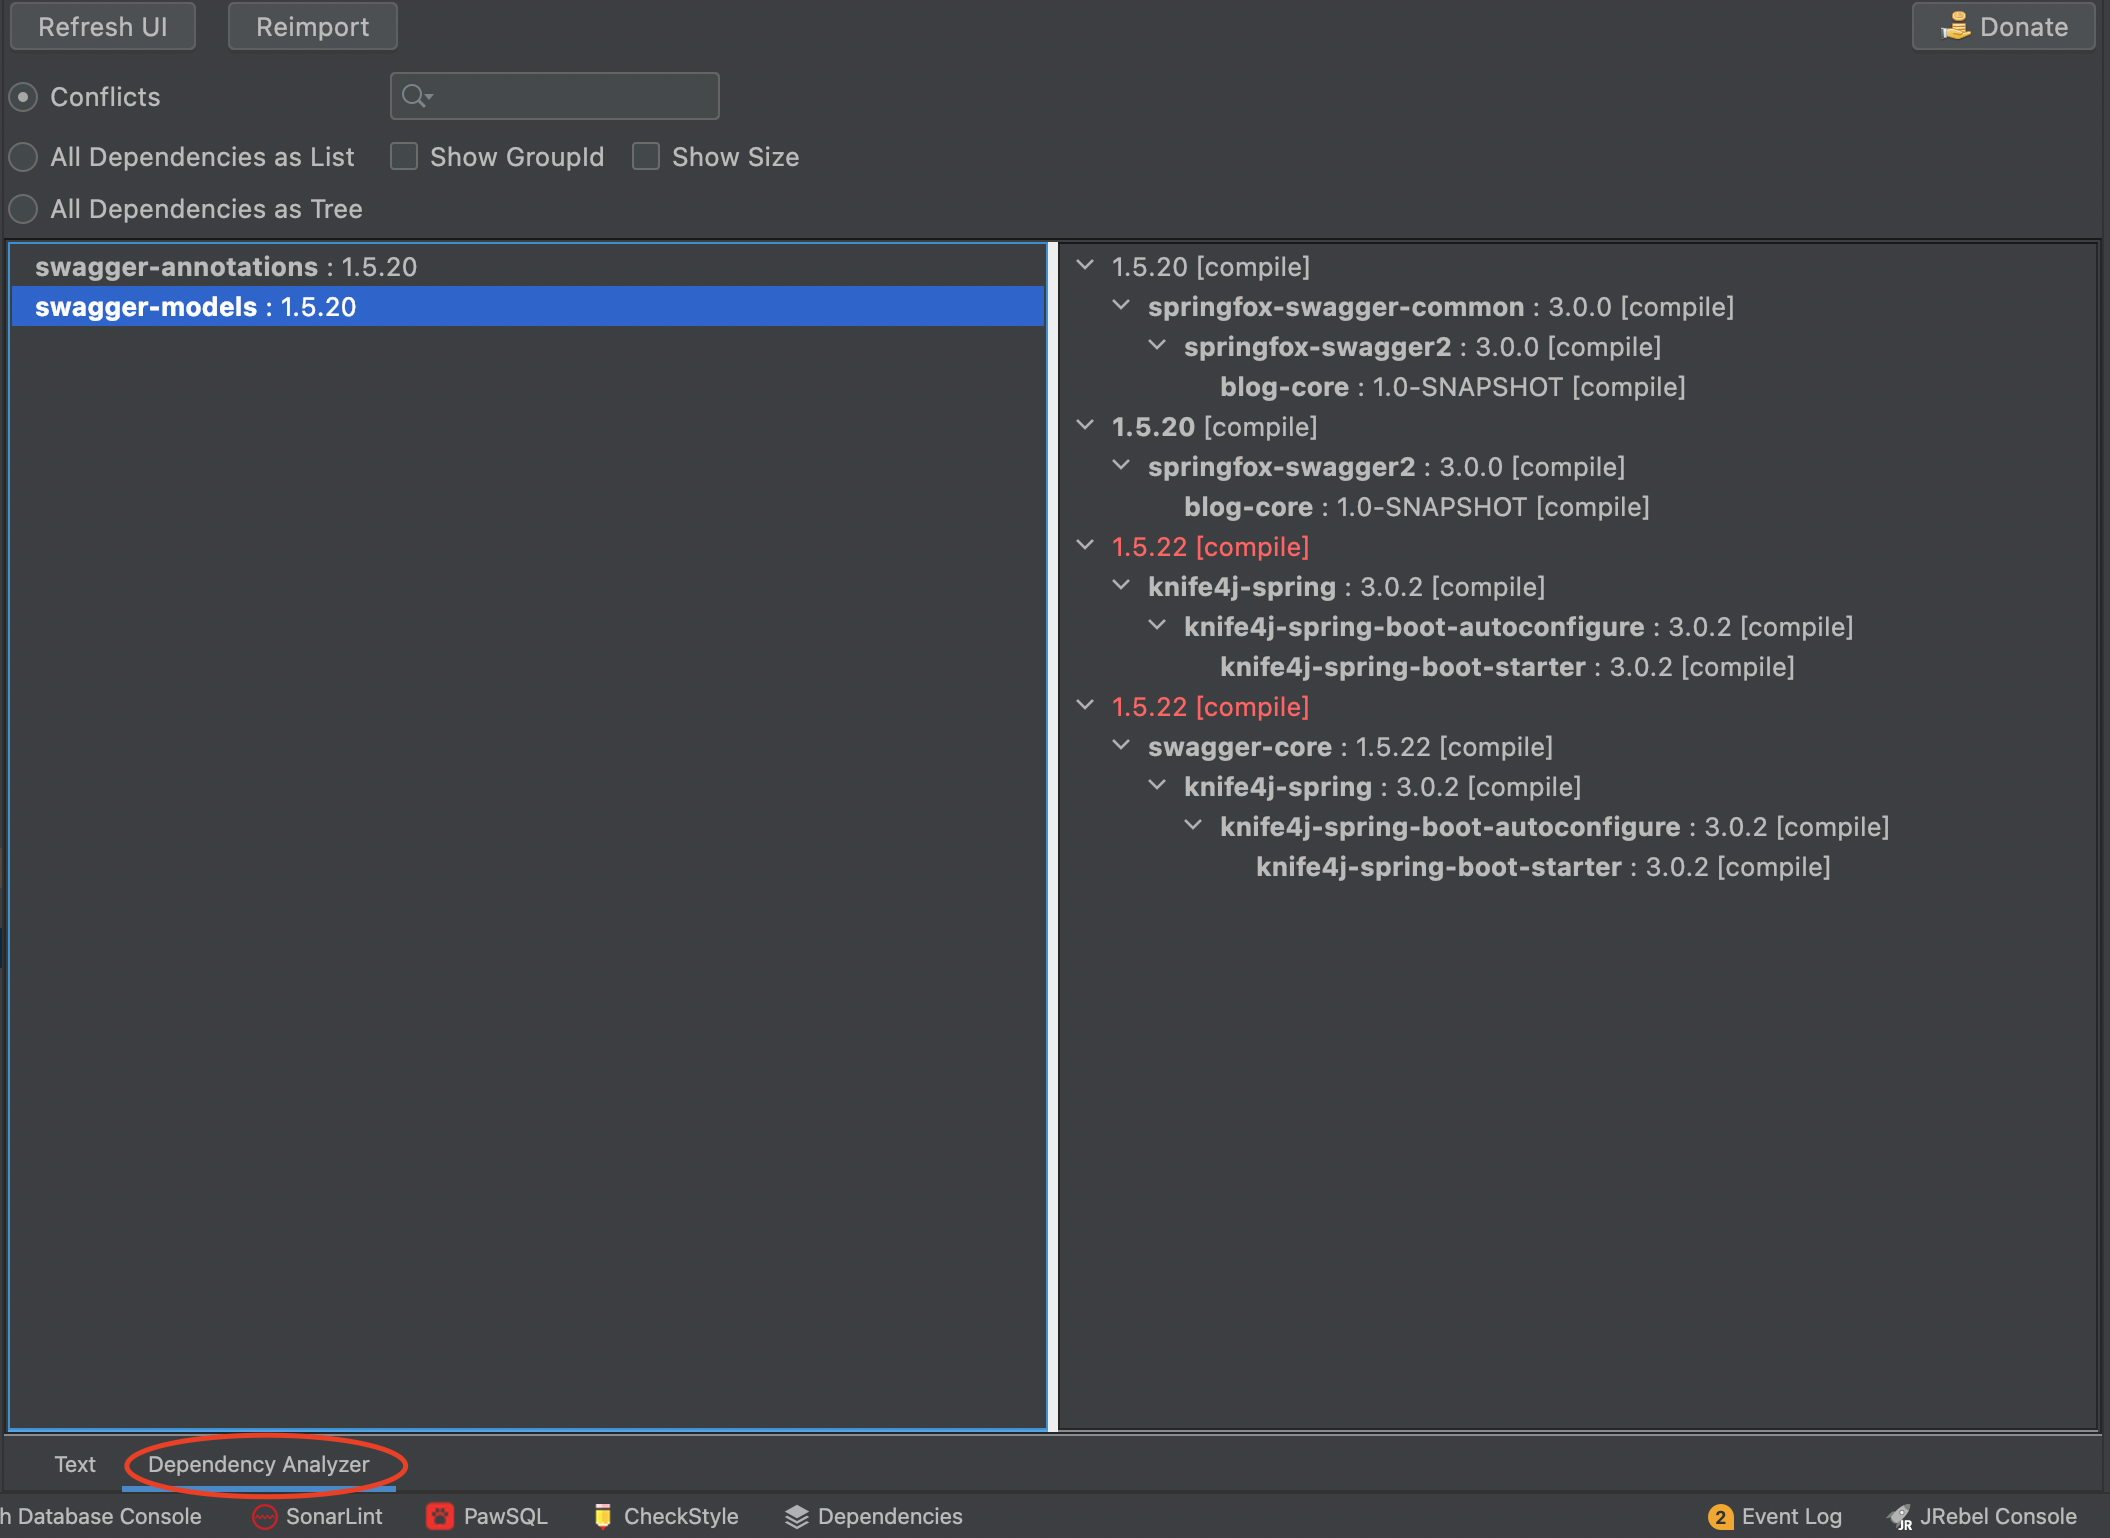 Refresh UI Reimport Donate
Conflicts
All Dependencies as List Show GroupId Show Size
All Dependencies as Tree
swagger-annotations : 1.5.20
swagger-models : 1.5.20
1.5.20 [compile]
springfox-swagger-common : 3.0.0 [compile]
springfox-swagger2 : 3.0.0 [compile]
blog-core : 1.0-SNAPSHOT [compile]
1.5.20 [compile]
springfox-swagger2 : 3.0.0 [compile]
blog-core : 1.0-SNAPSHOT [compile]
1.5.22 [compile]
knife4j-spring : 3.0.2 [compile]
knife4j-spring-boot-autoconfigure : 3.0.2 [compile]
knife4j-spring-boot-starter : 3.0.2 [compile]
1.5.22 [compile]
swagger-core : 1.5.22 [compile]
knife4j-spring : 3.0.2 [compile]
knife4j-spring-boot-autoconfigure : 3.0.2 [compile]
knife4j-spring-boot-starter : 3.0.2 [compile]
Text Dependency Analyzer
h Database Console SonarLint PawSQL CheckStyle Dependencies 2 Event Log JR JRebel Console